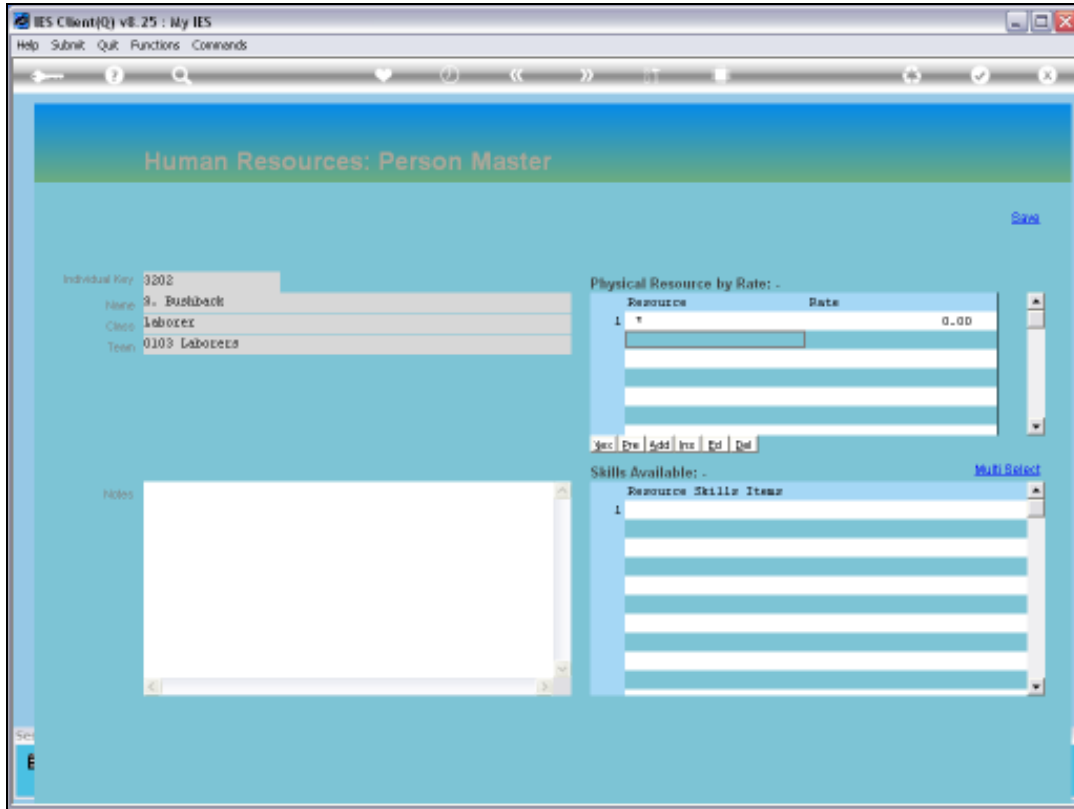 IES Client(Q) v8.25 : My IES
Help Submit Quit Functions Commands
Human Resources: Person Master
Save
Individual Key 3202
Name S. Bushback
Class Laborer
Team 0103 Laborers
Physical Resource by Rate: -
Resource Rate
1 * 0.00
Nex Pre Add Ins Ed Del
Skills Available: -
Multi Select
Resource Skills Items
1
Notes